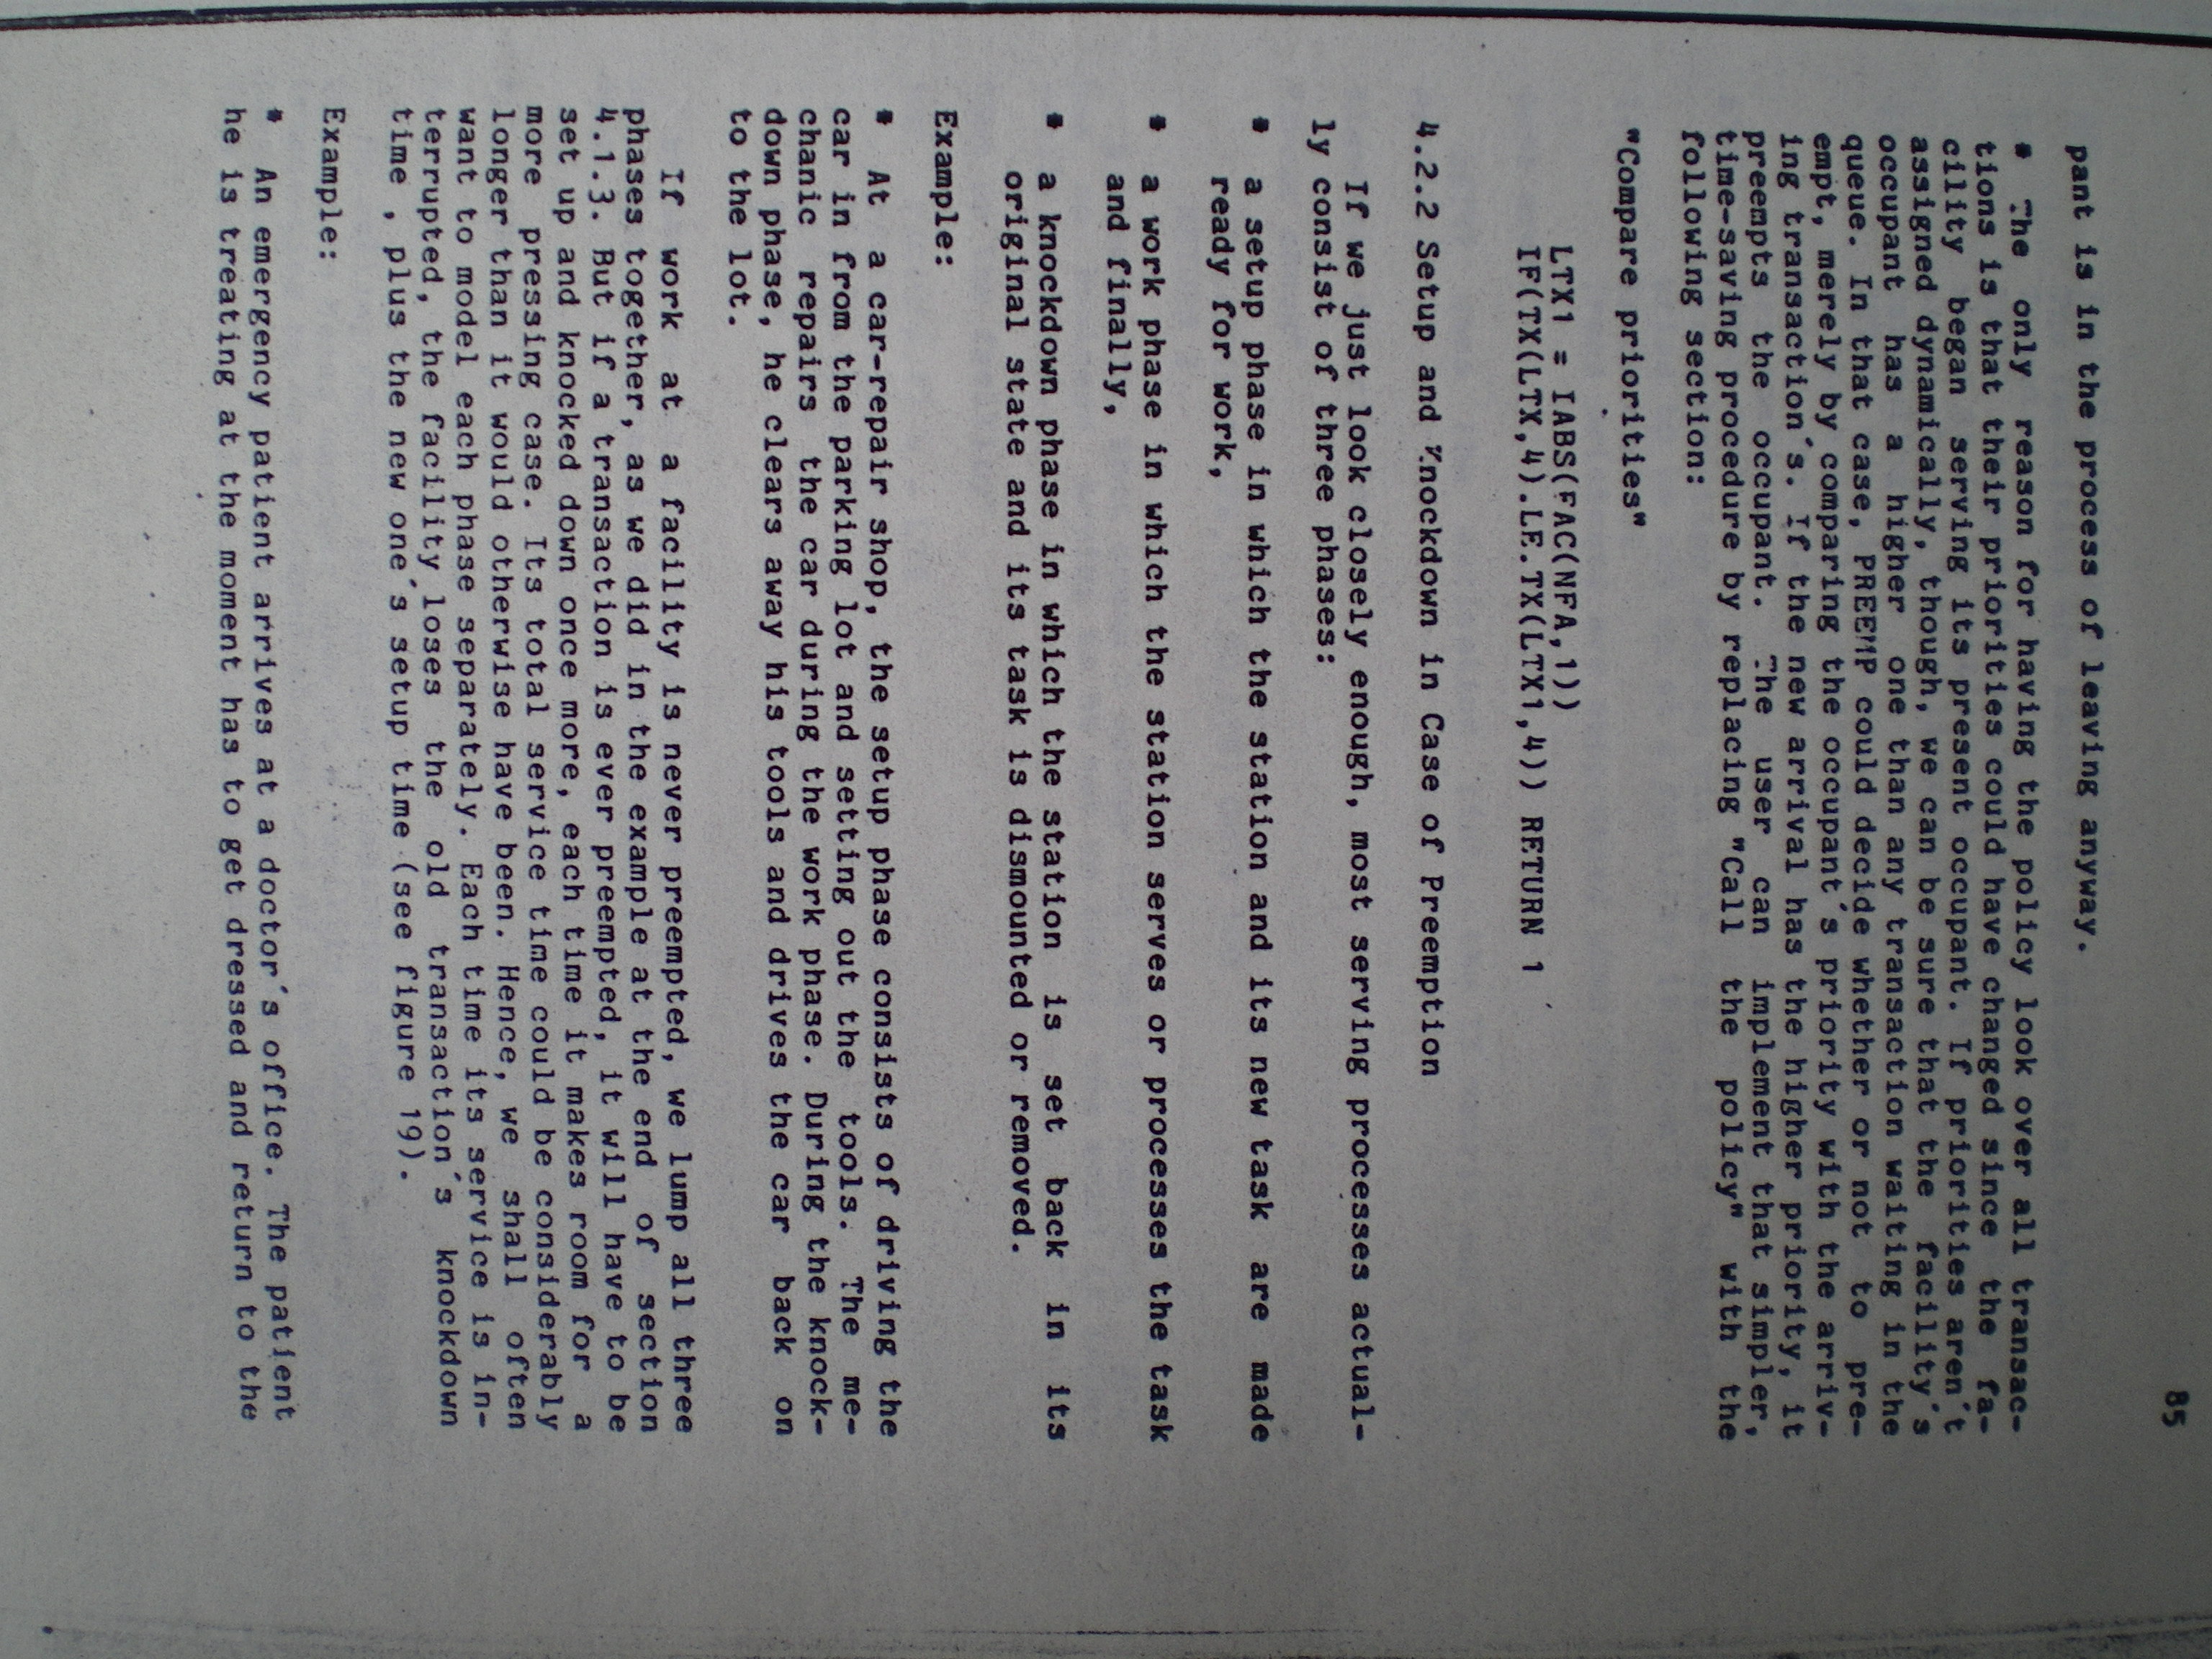 85
pant is in the process of leaving anyway.
* The only reason for having the policy look over all transac-
tions is that their priorities could have changed since the fa-
cility began serving its present occupant. If priorities aren´t
assigned dynamically, though, we can be sure that the facility´s
occupant has a higher one than any transaction waiting in the
queue. In that case, PREEMP could decide whether or not to pre-
empt, merely by comparing the occupant´s priority with the arriv-
ing transaction´s. If the new arrival has the higher priority, it
preempts the occupant. The user can implement that simpler,
time-saving procedure by replacing "Call the policy" with the
following section:
"Compare priorities"
LTX1 = IABS(FAC(NFA,1))
IF(TX(LTX,4).LE.TX(LTX1,4)) RETURN 1
4.2.2 Setup and Knockdown in Case of Preemption
If we just look closely enough, most serving processes actual-
ly consist of three phases:
* a setup phase in which the station and its new task are made
ready for work,
* a work phase in which the station serves or processes the task
and finally,
* a knockdown phase in which the station is set back in its
original state and its task is dismounted or removed.
Example:
* At a car-repair shop, the setup phase consists of driving the
car in from the parking lot and setting out the tools. The me-
chanic repairs the car during the work phase. During the knock-
down phase, he clears away his tools and drives the car back on
to the lot.
If work at a facility is never preempted, we lump all three
phases together, as we did in the example at the end of section
4.1.3. But if a transaction is ever preempted, it will have to be
set up and knocked down once more, each time it makes room for a
more pressing case. Its total service time could be considerably
longer than it would otherwise have been. Hence, we shall often
want to model each phase separately. Each time its service is in-
terrupted, the facility loses the old transaction´s knockdown
time , plus the new one´s setup time (see figure 19).
Example:
* An emergency patient arrives at a doctor´s office. The patient
he is treating at the moment has to get dressed and return to the